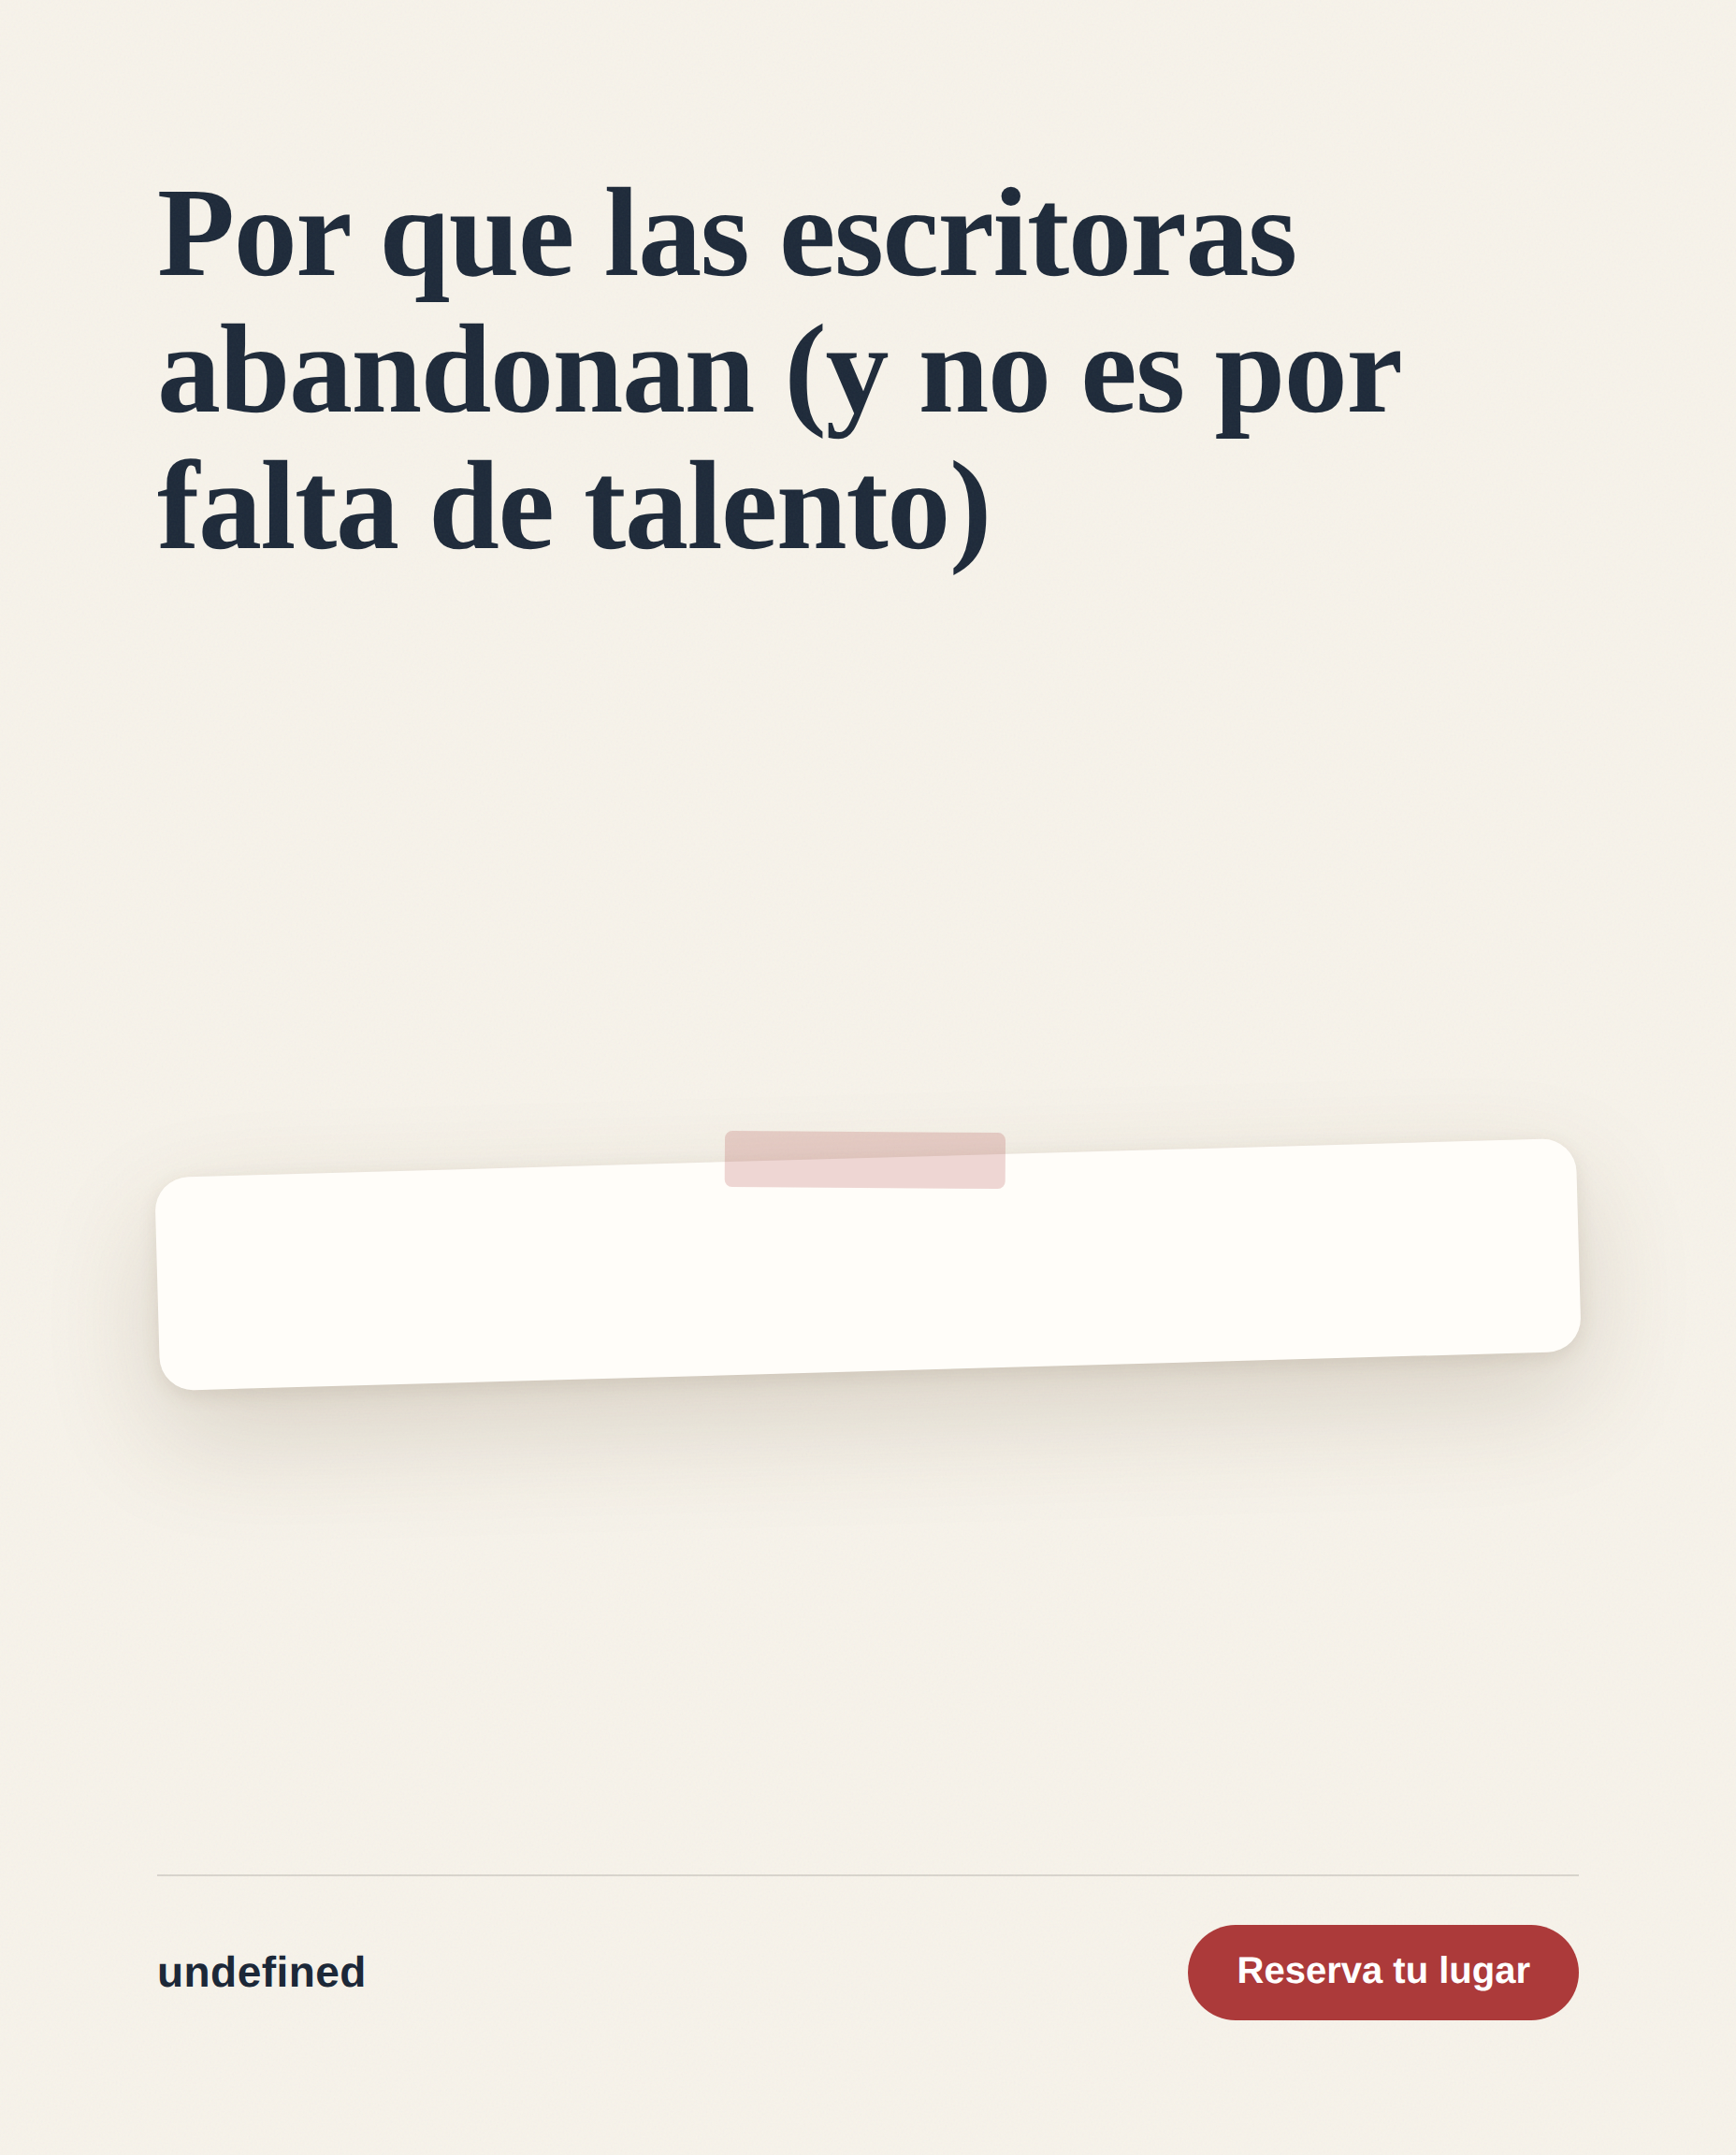 Por que las escritoras
abandonan (y no es por
falta de talento)
undefined
Reserva tu lugar